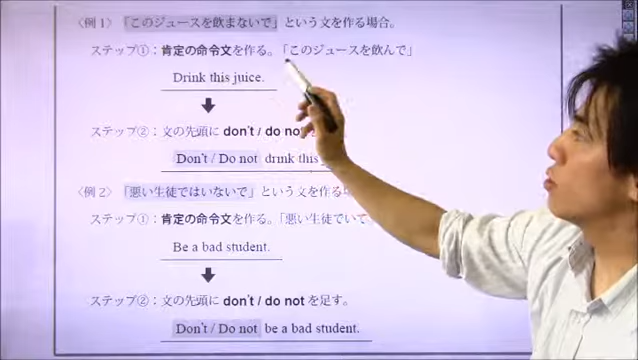 〈例 1〉「このジュースを飲まないで」という文を作る場合。
ステップ①：肯定の命令文を作る。「このジュースを飲んで」
Drink this juice.
ステップ②：文の先頭に don't / do no
Don't / Do not drink this
〈例 2〉「悪い生徒ではいないで」という文を作る
ステップ①：肯定の命令文を作る。「悪い生徒でいて
Be a bad student.
ステップ②：文の先頭に don't / do not を足す。
Don't / Do not be a bad student.